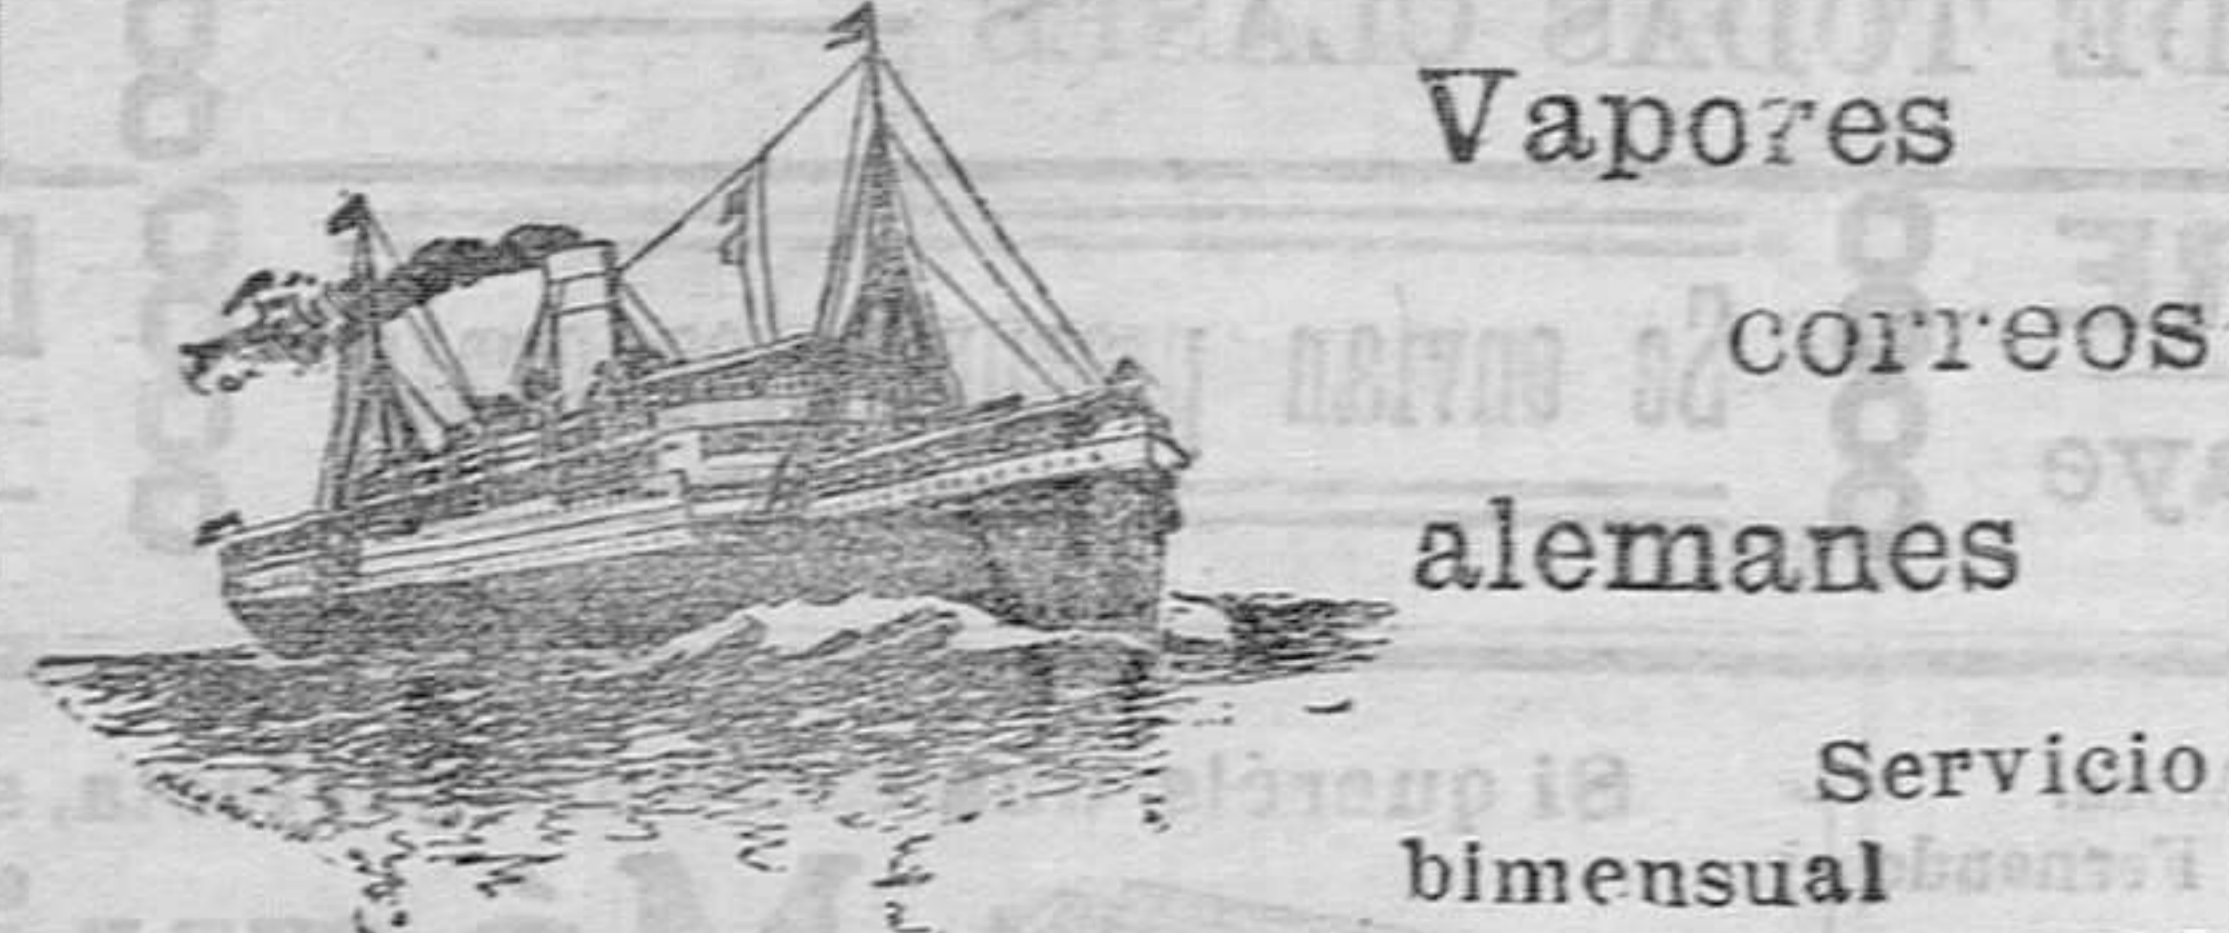 Vapores
correos
alemanes
Servicio
bimensual